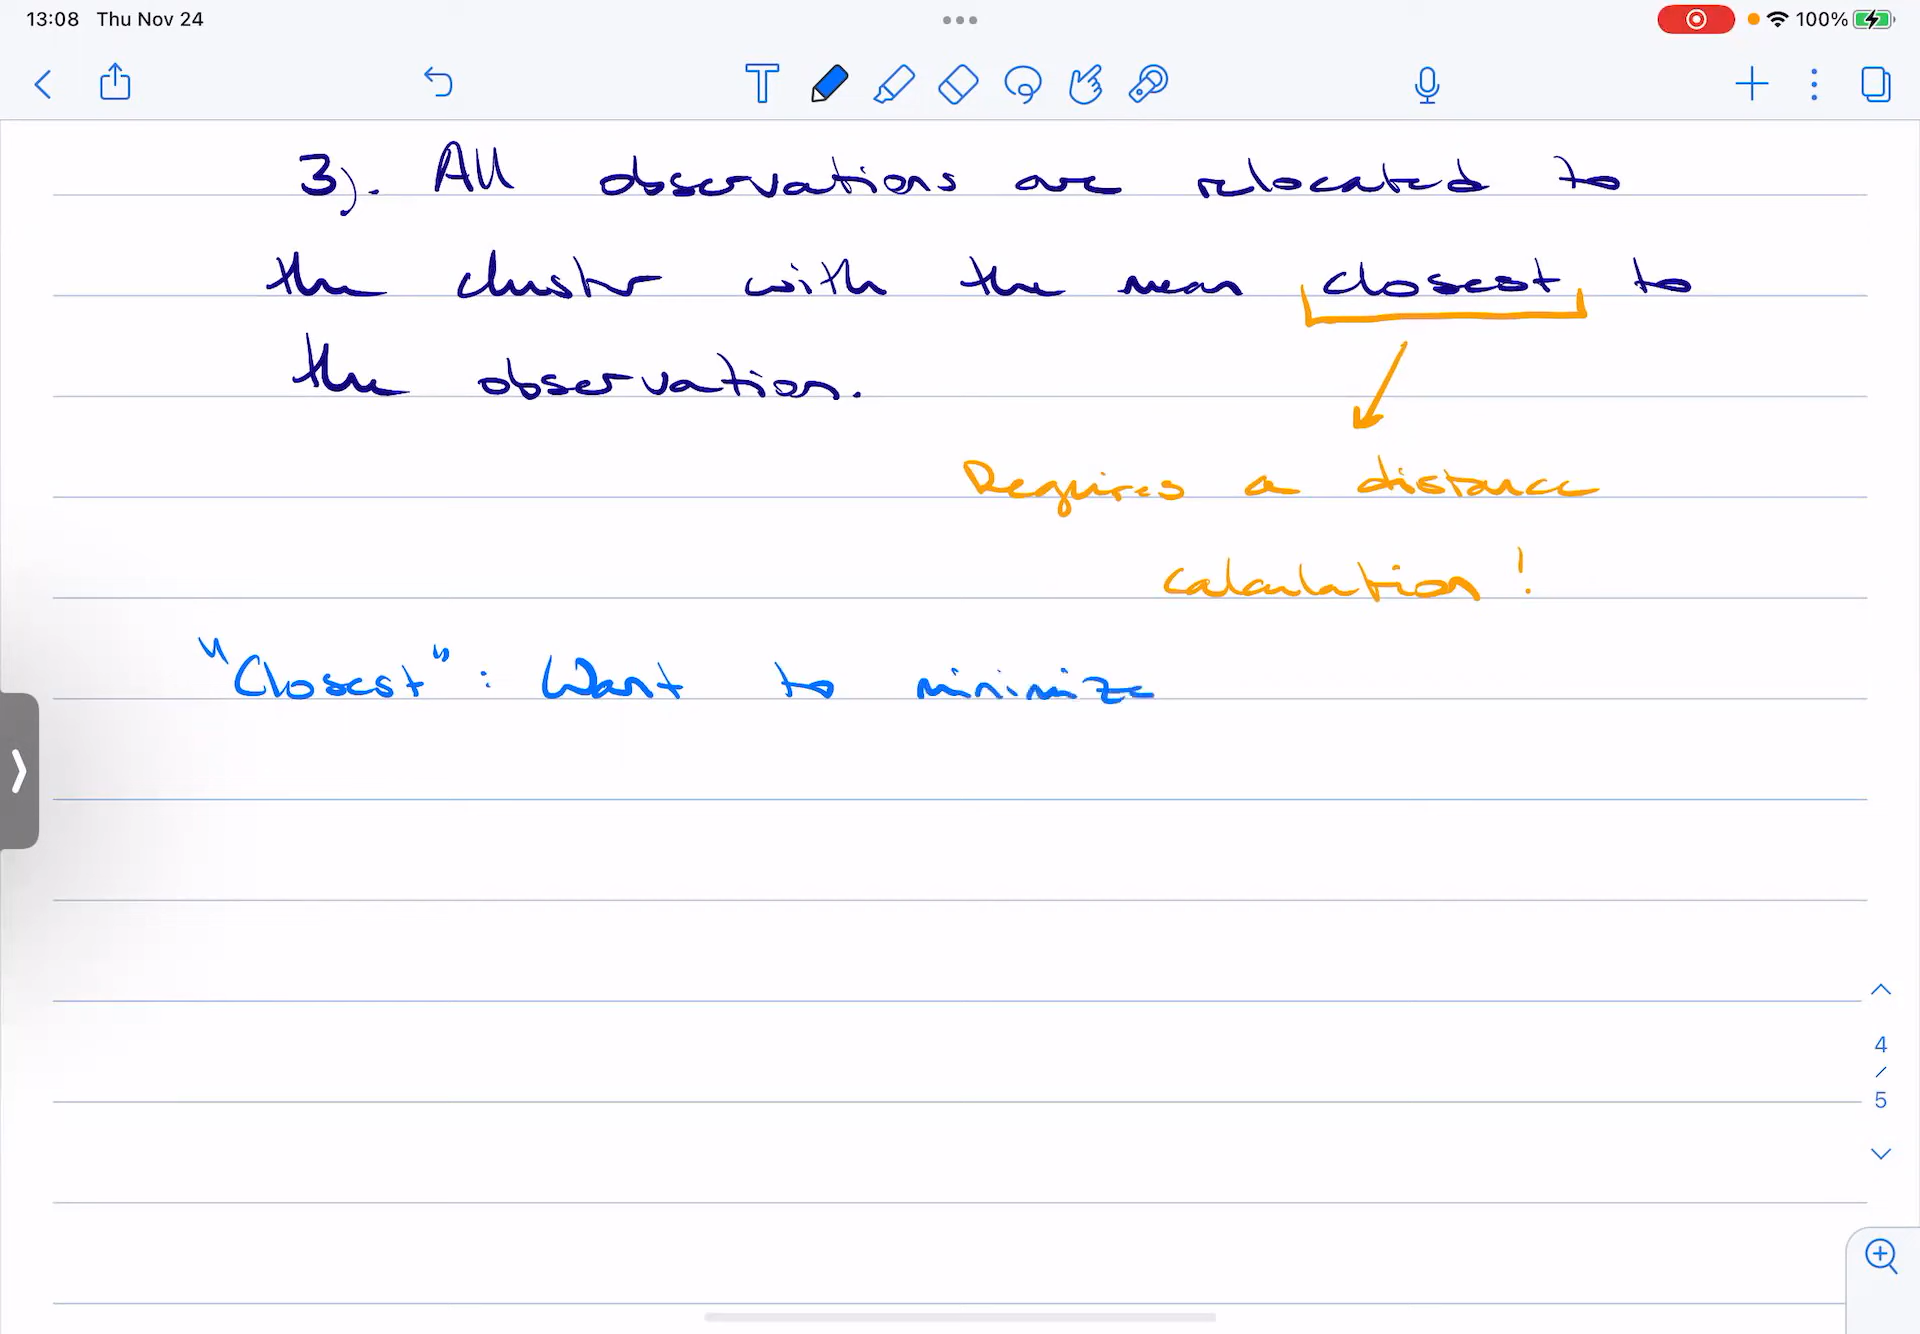 13:08 Thu Nov 24
100%
3). All observations are relocated to
the cluster with the mean closest to
the observation.
Requires a distance
calculation!
"Closest": Want to minimize
4
/
5